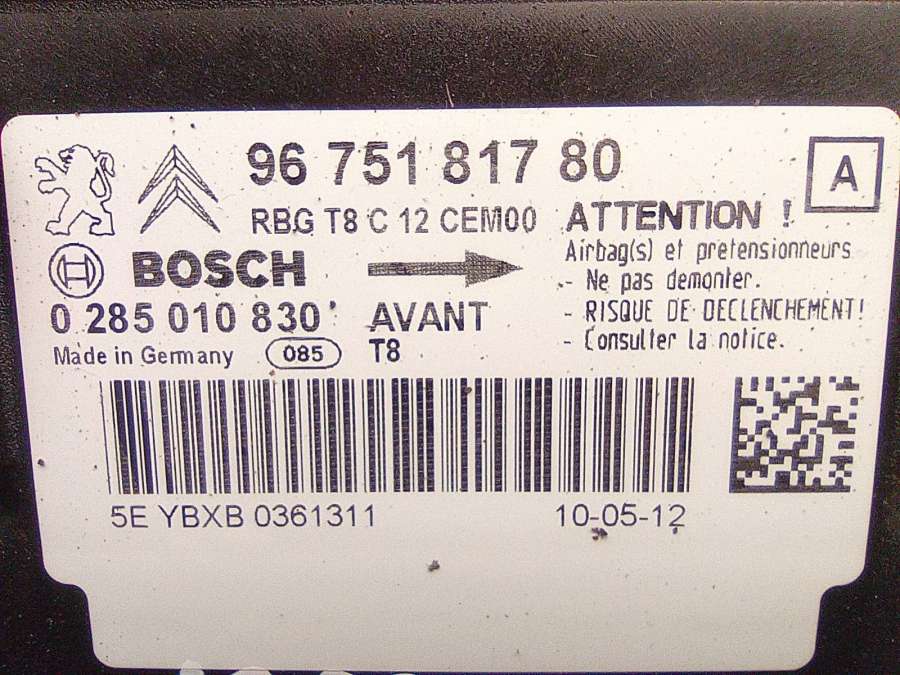 96 751 817 80
A
RBG T8 C 12 CEM00
ATTENTION !
Airbag(s) et pretensionneurs
- Ne pas demonter.
- RISQUE DE DECLENCHEMENT!
- Consulter la notice.
BOSCH
0 285 010 830
AVANT
Made in Germany
085
T8
5E YBXB 0361311
10-05-12